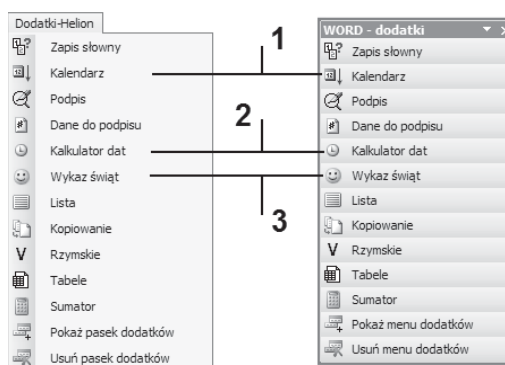 Dodatki-Helion
Zapis słowny
Kalendarz
Podpis
Dane do podpisu
Kalkulator dat
Wykaz świąt
Lista
Kopiowanie
Rzymskie
Tabele
Sumator
Pokaż pasek dodatków
Usuń pasek dodatków
1
2
3
WORD - dodatki
Zapis słowny
Kalendarz
Podpis
Dane do podpisu
Kalkulator dat
Wykaz świąt
Lista
Kopiowanie
V Rzymskie
Tabele
Sumator
Pokaż menu dodatków
Usuń menu dodatków